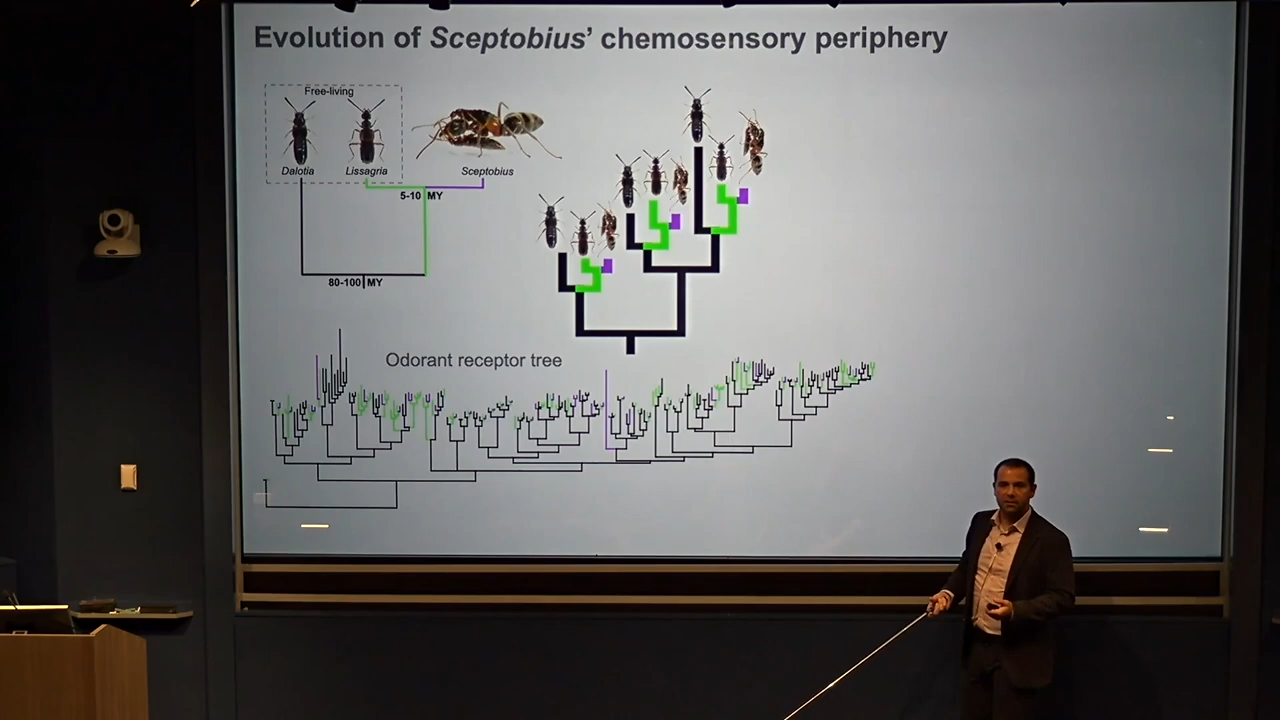 Evolution of Sceptobius’ chemosensory periphery
Free-living
Dalotia
Lissagria
Sceptobius
5-10 MY
80-100 MY
Odorant receptor tree